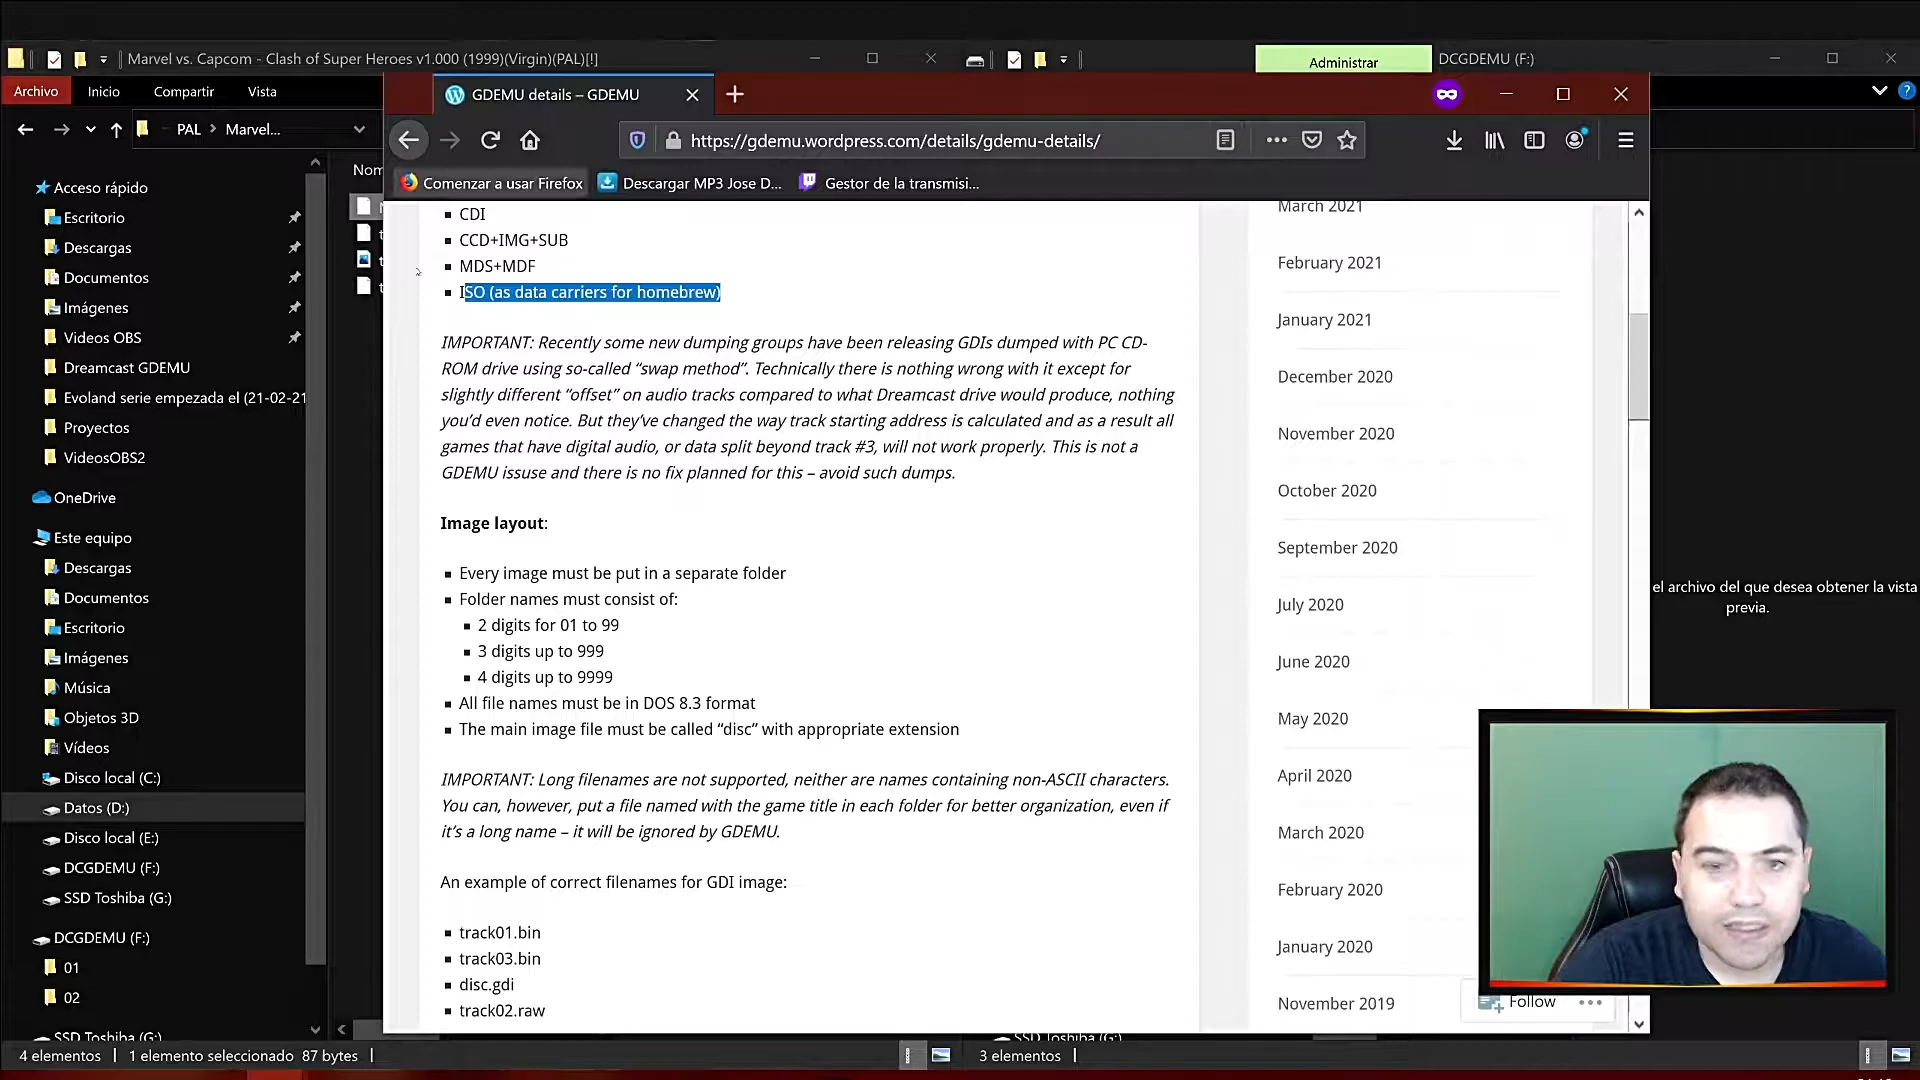 Marvel vs. Capcom - Clash of Super Heroes v1.000 (1999)(Virgin)(PAL)[!]
Administrar
DCGDEMU (F:)
Archivo
Inicio
Compartir
Vista
GDEMU details – GDEMU
PAL
Marvel...
https://gdemu.wordpress.com/details/gdemu-details/
Comenzar a usar Firefox
Descargar MP3 Jose D...
Gestor de la transmisi...
Nom
Acceso rápido
Escritorio
Descargas
Documentos
Imágenes
Videos OBS
Dreamcast GDEMU
Evoland serie empezada el (21-02-21
Proyectos
VideosOBS2
OneDrive
Este equipo
Descargas
Documentos
Escritorio
Imágenes
Música
Objetos 3D
Vídeos
Disco local (C:)
Datos (D:)
Disco local (E:)
DCGDEMU (F:)
SSD Toshiba (G:)
DCGDEMU (F:)
01
02
SSD Toshiba (G:)
4 elementos
1 elemento seleccionado 87 bytes
CDI
CCD+IMG+SUB
MDS+MDF
ISO (as data carriers for homebrew)
IMPORTANT: Recently some new dumping groups have been releasing GDIs dumped with PC CD-
ROM drive using so-called “swap method”. Technically there is nothing wrong with it except for
slightly different “offset” on audio tracks compared to what Dreamcast drive would produce, nothing
you’d even notice. But they’ve changed the way track starting address is calculated and as a result all
games that have digital audio, or data split beyond track #3, will not work properly. This is not a
GDEMU issuse and there is no fix planned for this – avoid such dumps.
Image layout:
Every image must be put in a separate folder
Folder names must consist of:
2 digits for 01 to 99
3 digits up to 999
4 digits up to 9999
All file names must be in DOS 8.3 format
The main image file must be called “disc” with appropriate extension
IMPORTANT: Long filenames are not supported, neither are names containing non-ASCII characters.
You can, however, put a file named with the game title in each folder for better organization, even if
it’s a long name – it will be ignored by GDEMU.
An example of correct filenames for GDI image:
track01.bin
track03.bin
disc.gdi
track02.raw
March 2021
February 2021
January 2021
December 2020
November 2020
October 2020
September 2020
July 2020
June 2020
May 2020
April 2020
March 2020
February 2020
January 2020
November 2019
Follow
el archivo del que desea obtener la vista
previa.
SSD Toshiba (G:)
3 elementos